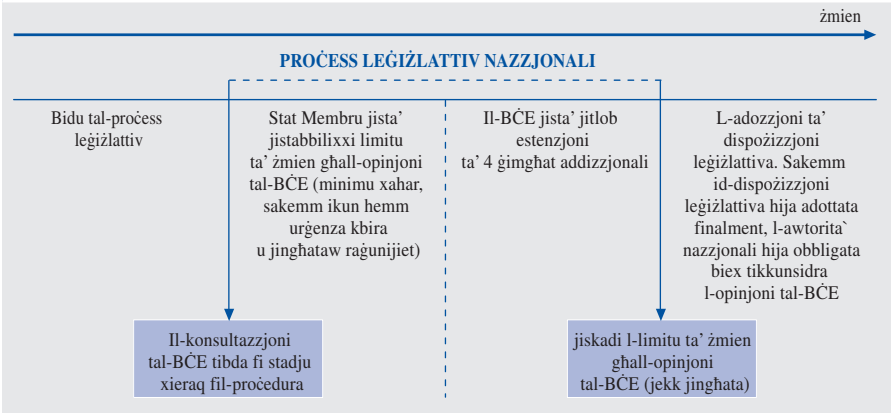 żmien
PROĊESS LEĠIŻLATTIV NAZZJONALI
Bidu tal-proċess
leġiżlattiv
Stat Membru jista'
jistabbilixxi limitu
ta' żmien għall-opinjoni
tal-BĊE (minimu xahar,
sakemm ikun hemm
urġenza kbira
u jingħataw raġunijiet)
Il-BĊE jista' jitlob
estenzjoni
ta' 4 ġimgħat addizzjonali
L-adozzjoni ta'
dispożizzjoni
leġiżlattiva. Sakemm
id-dispożizzjoni
leġiżlattiva hija adottata
finalment, l-awtorita`
nazzjonali hija obbligata
biex tikkunsidra
l-opinjoni tal-BĊE
Il-konsultazzjoni
tal-BĊE tibda fi stadju
xieraq fil-proċedura
jiskadi l-limitu ta' żmien
għall-opinjoni
tal-BĊE (jekk jingħata)